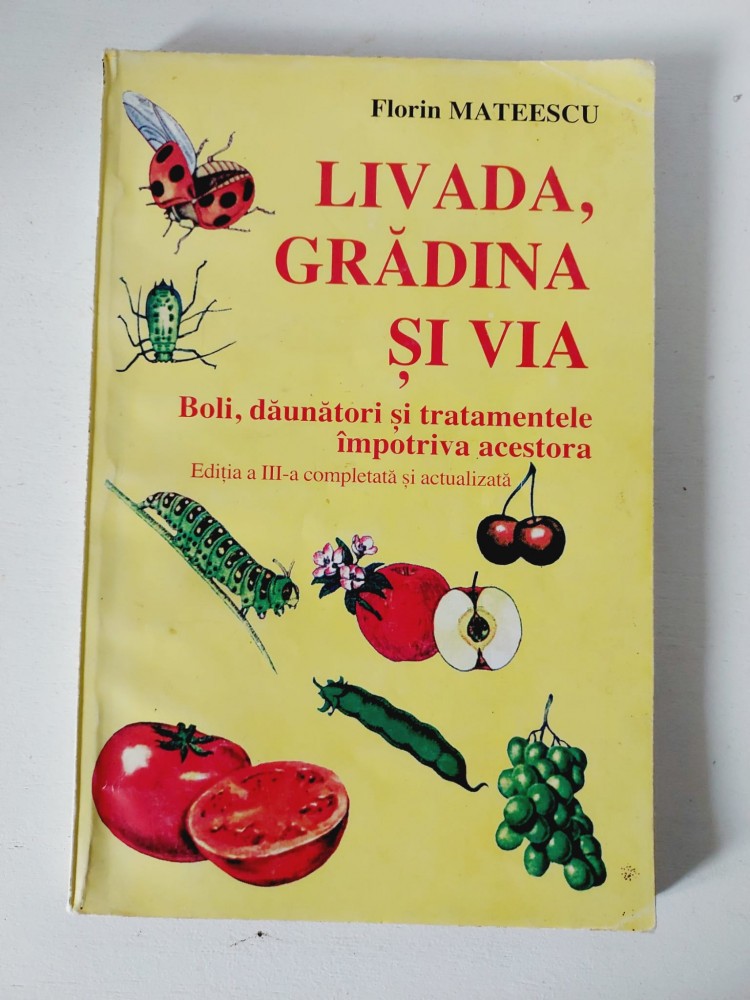 Florin MATEESCU
LIVADA,
GRĂDINA
ȘI VIA
Boli, dăunători și tratamentele
împotriva acestora
Ediția a III-a completată și actualizată